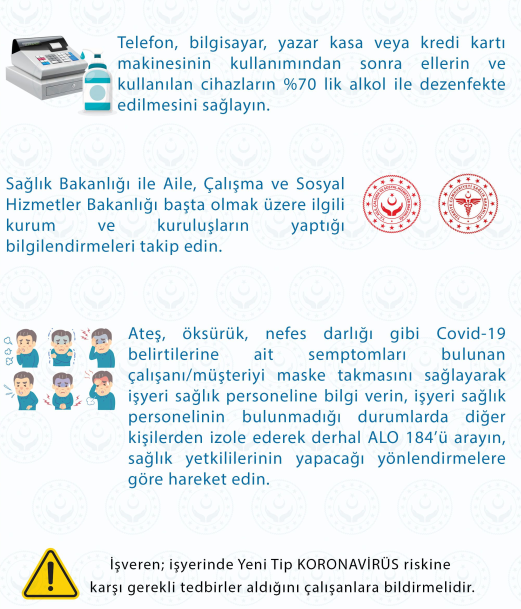 Telefon, bilgisayar, yazar kasa veya kredi kartı
makinesinin kullanımından sonra ellerin ve
kullanılan cihazların %70 lik alkol ile dezenfekte
edilmesini sağlayın.
Sağlık Bakanlığı ile Aile, Çalışma ve Sosyal
Hizmetler Bakanlığı başta olmak üzere ilgili
kurum ve kuruluşların yaptığı
bilgilendirmeleri takip edin.
Ateş, öksürük, nefes darlığı gibi Covid-19
belirtilerine ait semptomları bulunan
çalışanı/müşteriyi maske takmasını sağlayarak
işyeri sağlık personeline bilgi verin, işyeri sağlık
personelinin bulunmadığı durumlarda diğer
kişilerden izole ederek derhal ALO 184'ü arayın,
sağlık yetkililerinin yapacağı yönlendirmelere
göre hareket edin.
İşveren; işyerinde Yeni Tip KORONAVİRÜS riskine
karşı gerekli tedbirler aldığını çalışanlara bildirmelidir.